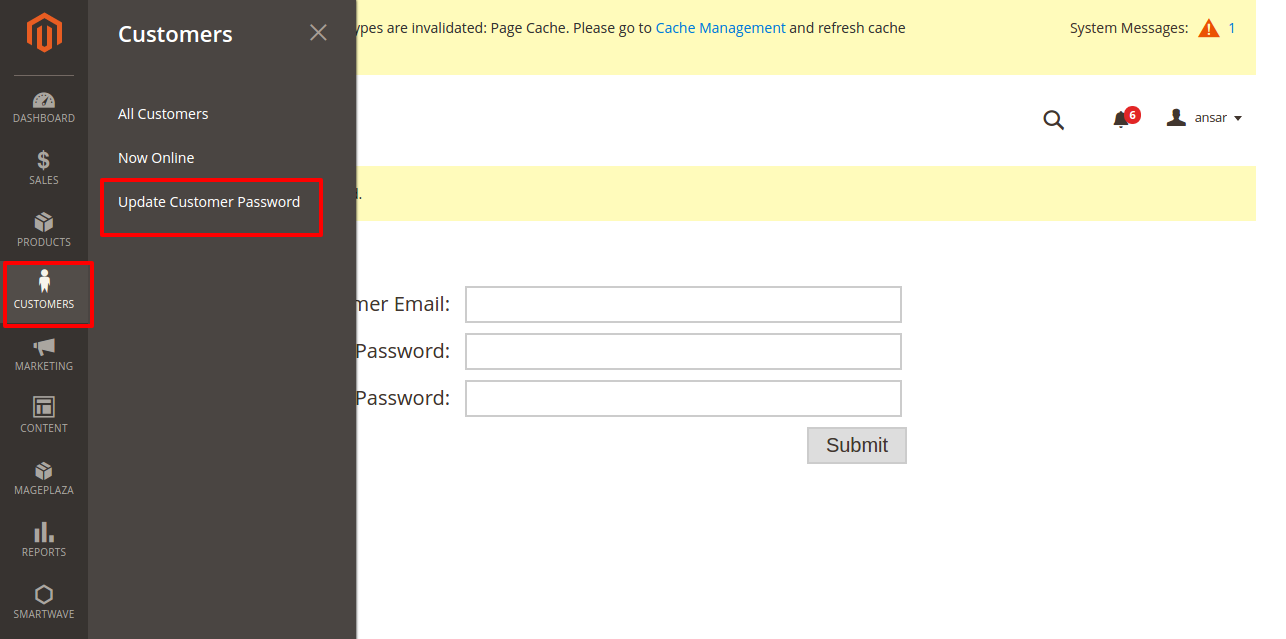 DASHBOARD
SALES
PRODUCTS
CUSTOMERS
MARKETING
CONTENT
MAGEPLAZA
REPORTS
SMARTWAVE
Customers
All Customers
Now Online
Update Customer Password
ypes are invalidated: Page Cache. Please go to Cache Management and refresh cache
System Messages: 1
6
ansar
mer Email:
Password:
Password:
Submit